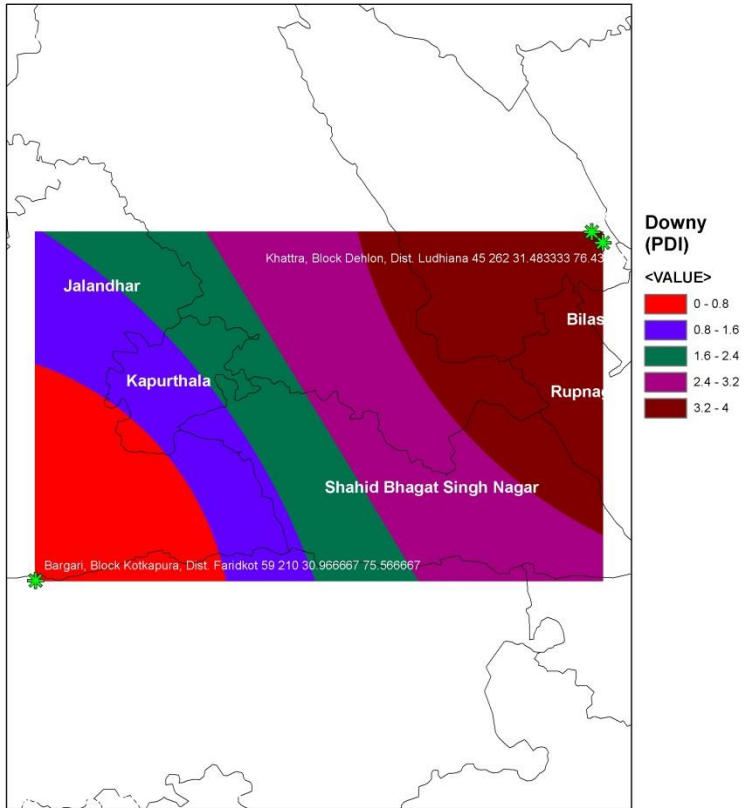 Khattra, Block Dehlon, Dist. Ludhiana 45 262 31.483333 76.43
Jalandhar
Bilas
Kapurthala
Rupnag
Shahid Bhagat Singh Nagar
Bargari, Block Kotkapura, Dist. Faridkot 59 210 30.966667 75.566667
Downy
(PDI)
<VALUE>
0 - 0.8
0.8 - 1.6
1.6 - 2.4
2.4 - 3.2
3.2 - 4